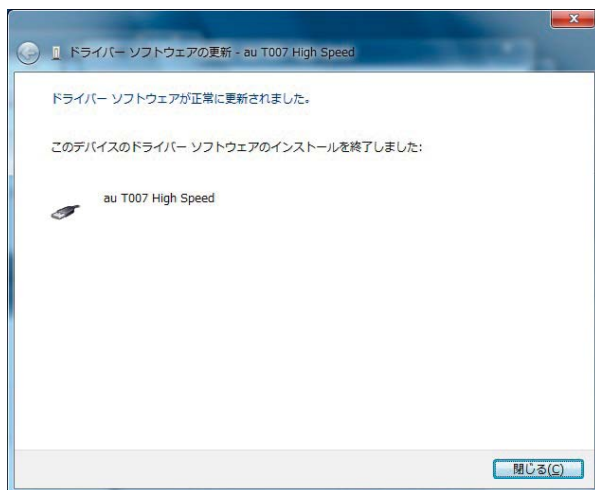 ドライバー ソフトウェアの更新 - au T007 High Speed
ドライバー ソフトウェアが正常に更新されました。
このデバイスのドライバー ソフトウェアのインストールを終了しました:
au T007 High Speed
閉じる(C)